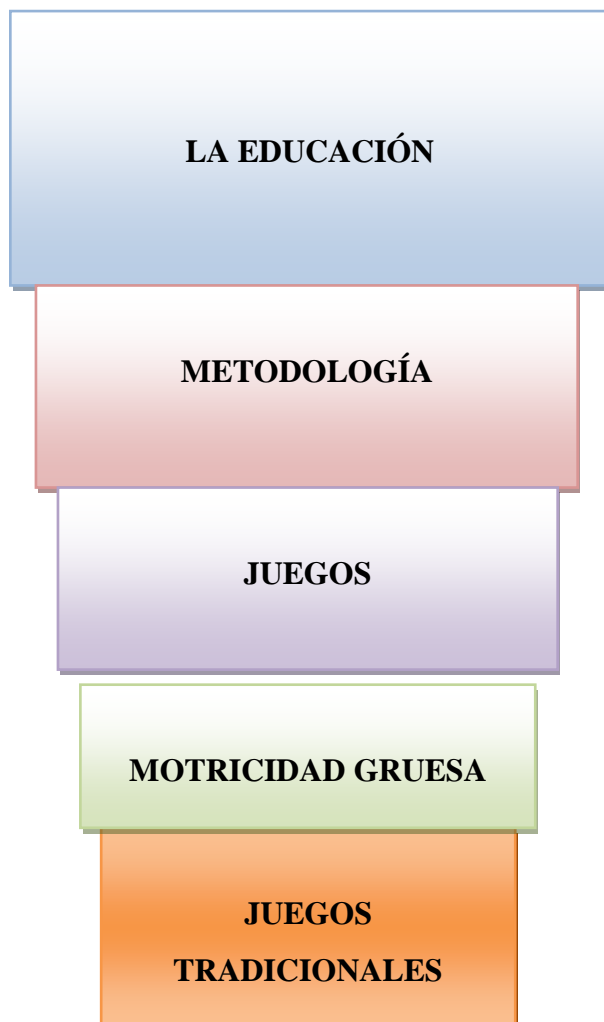 LA EDUCACIÓN
METODOLOGÍA
JUEGOS
MOTRICIDAD GRUESA
JUEGOS
TRADICIONALES